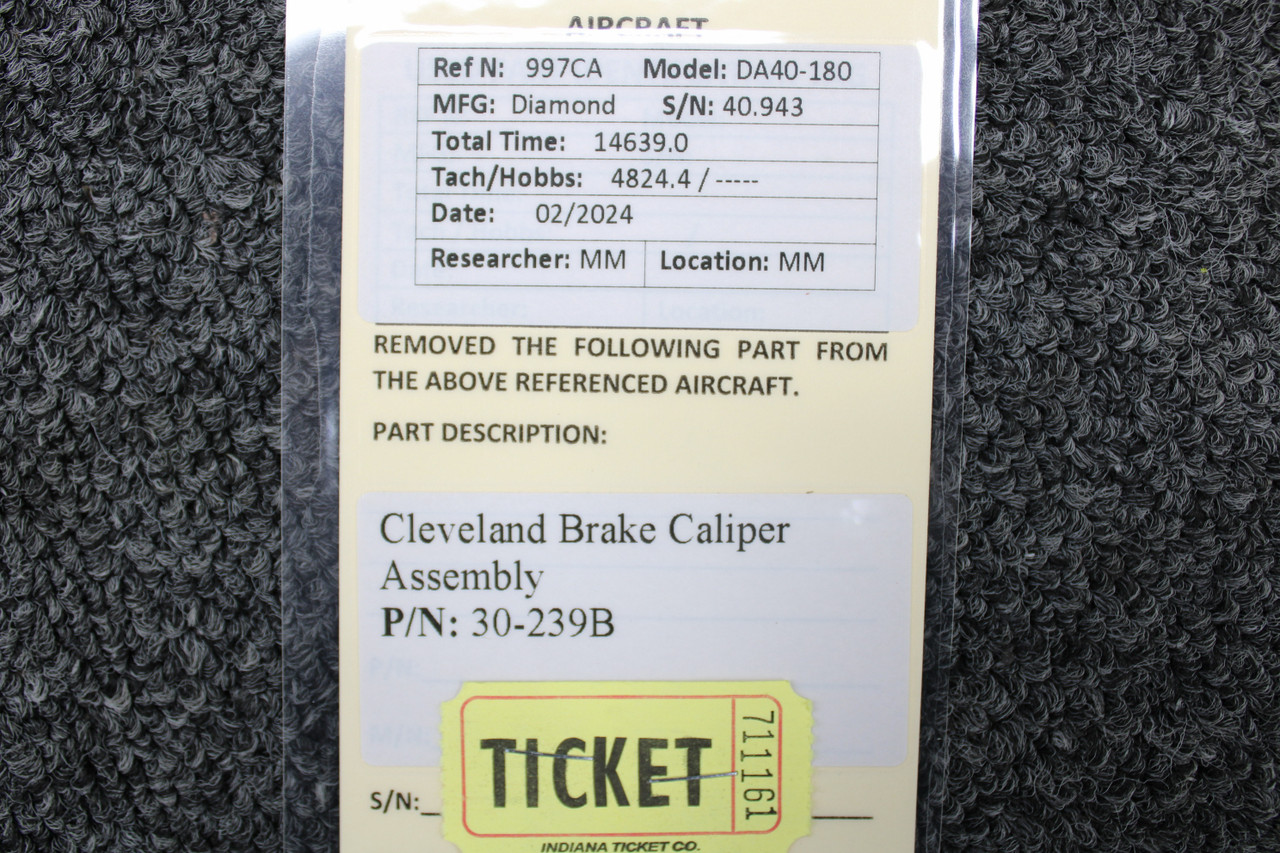 AIRCRAFT
Ref N: 997CA Model: DA40-180
MFG: Diamond S/N: 40.943
Total Time: 14639.0
Tach/Hobbs: 4824.4 / -----
Date: 02/2024
Researcher: MM Location: MM
Researcher: Location:
REMOVED THE FOLLOWING PART FROM
THE ABOVE REFERENCED AIRCRAFT.
PART DESCRIPTION:
Cleveland Brake Caliper
Assembly
P/N: 30-239B
P/N:
M/N:
S/N:
TICKET
711161
INDIANA TICKET CO.